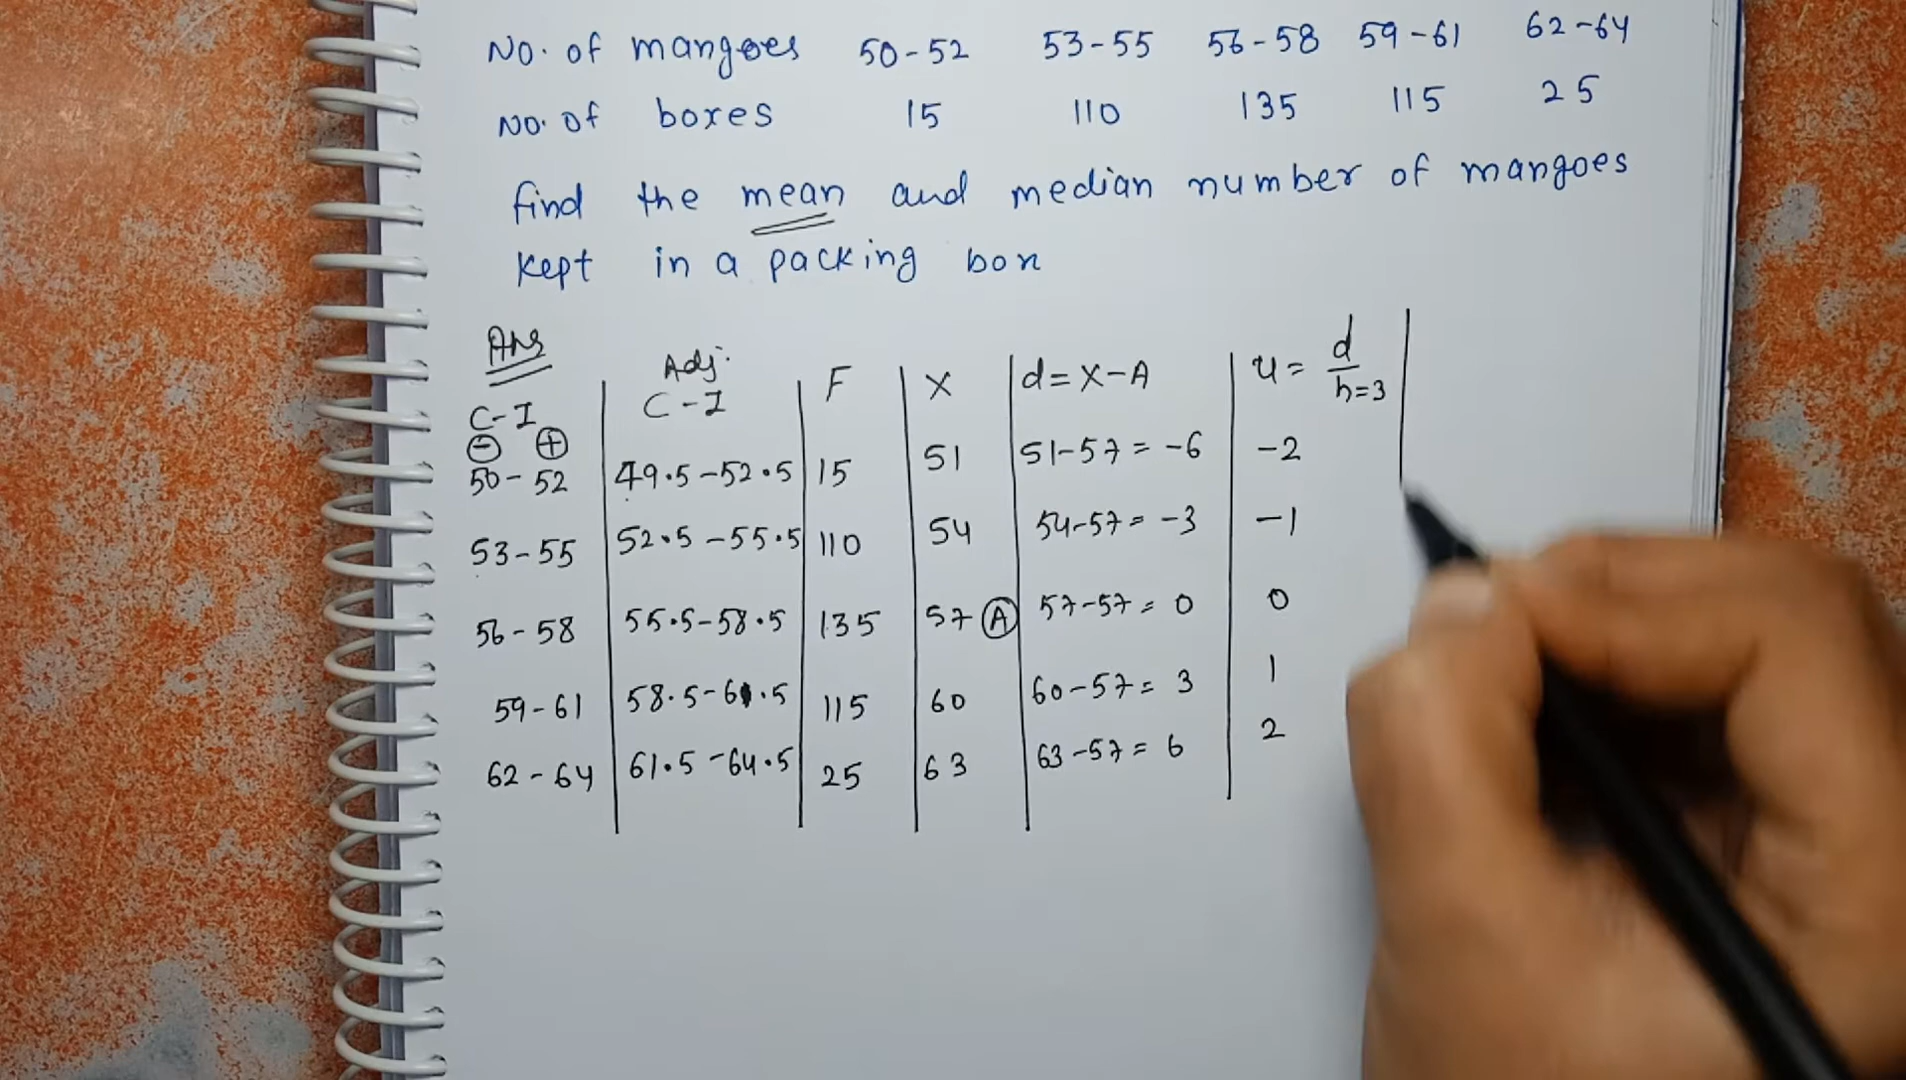 No. of mangoes 50-52 53-55 56-58 59-61 62-64
No. of boxes 15 110 135 115 25
find the mean and median number of mangoes
kept in a packing box
Ans
C-I Adj. C-I F X d=X-A u= d/h=3
- +
50-52 49.5-52.5 15 51 51-57= -6 -2
53-55 52.5-55.5 110 54 54-57= -3 -1
56-58 55.5-58.5 135 57 A 57-57= 0 0
59-61 58.5-61.5 115 60 60-57= 3 1
62-64 61.5-64.5 25 63 63-57= 6 2